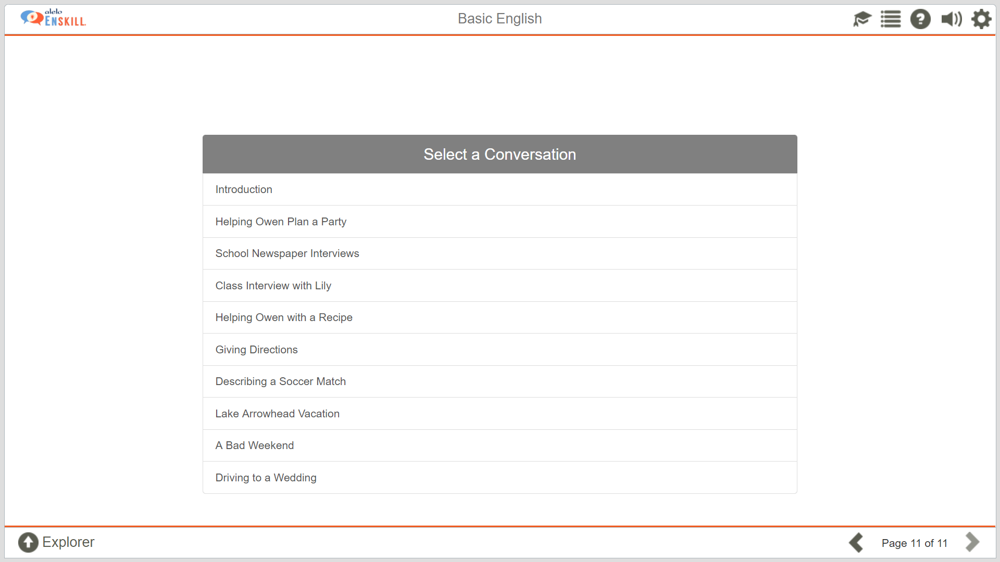 alelo
ENSKILL.
Basic English
Select a Conversation
Introduction
Helping Owen Plan a Party
School Newspaper Interviews
Class Interview with Lily
Helping Owen with a Recipe
Giving Directions
Describing a Soccer Match
Lake Arrowhead Vacation
A Bad Weekend
Driving to a Wedding
Explorer
Page 11 of 11